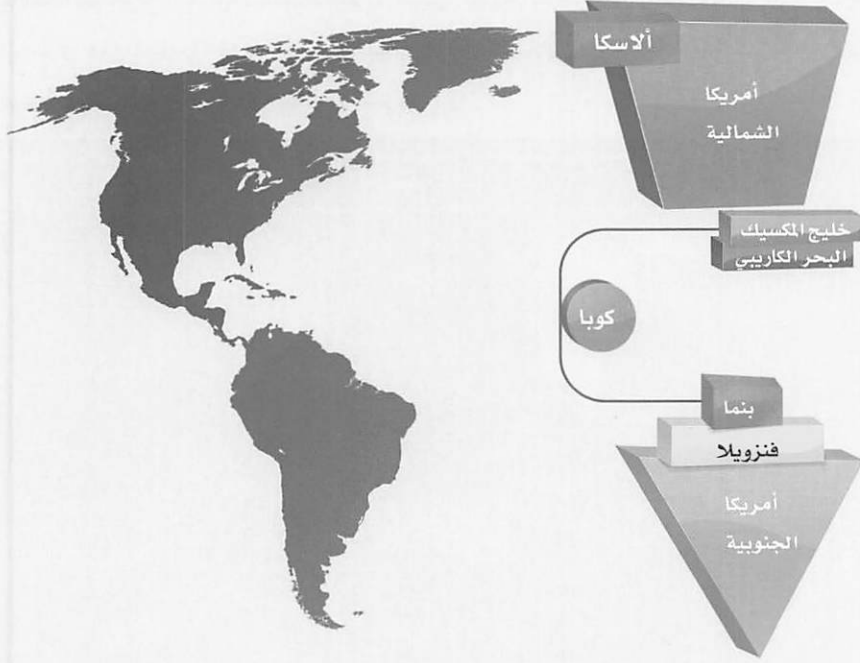 ألاسكا
أمريكا
الشمالية
خليج المكسيك
البحر الكاريبي
كوبا
بنما
فنزويلا
أمريكا
الجنوبية